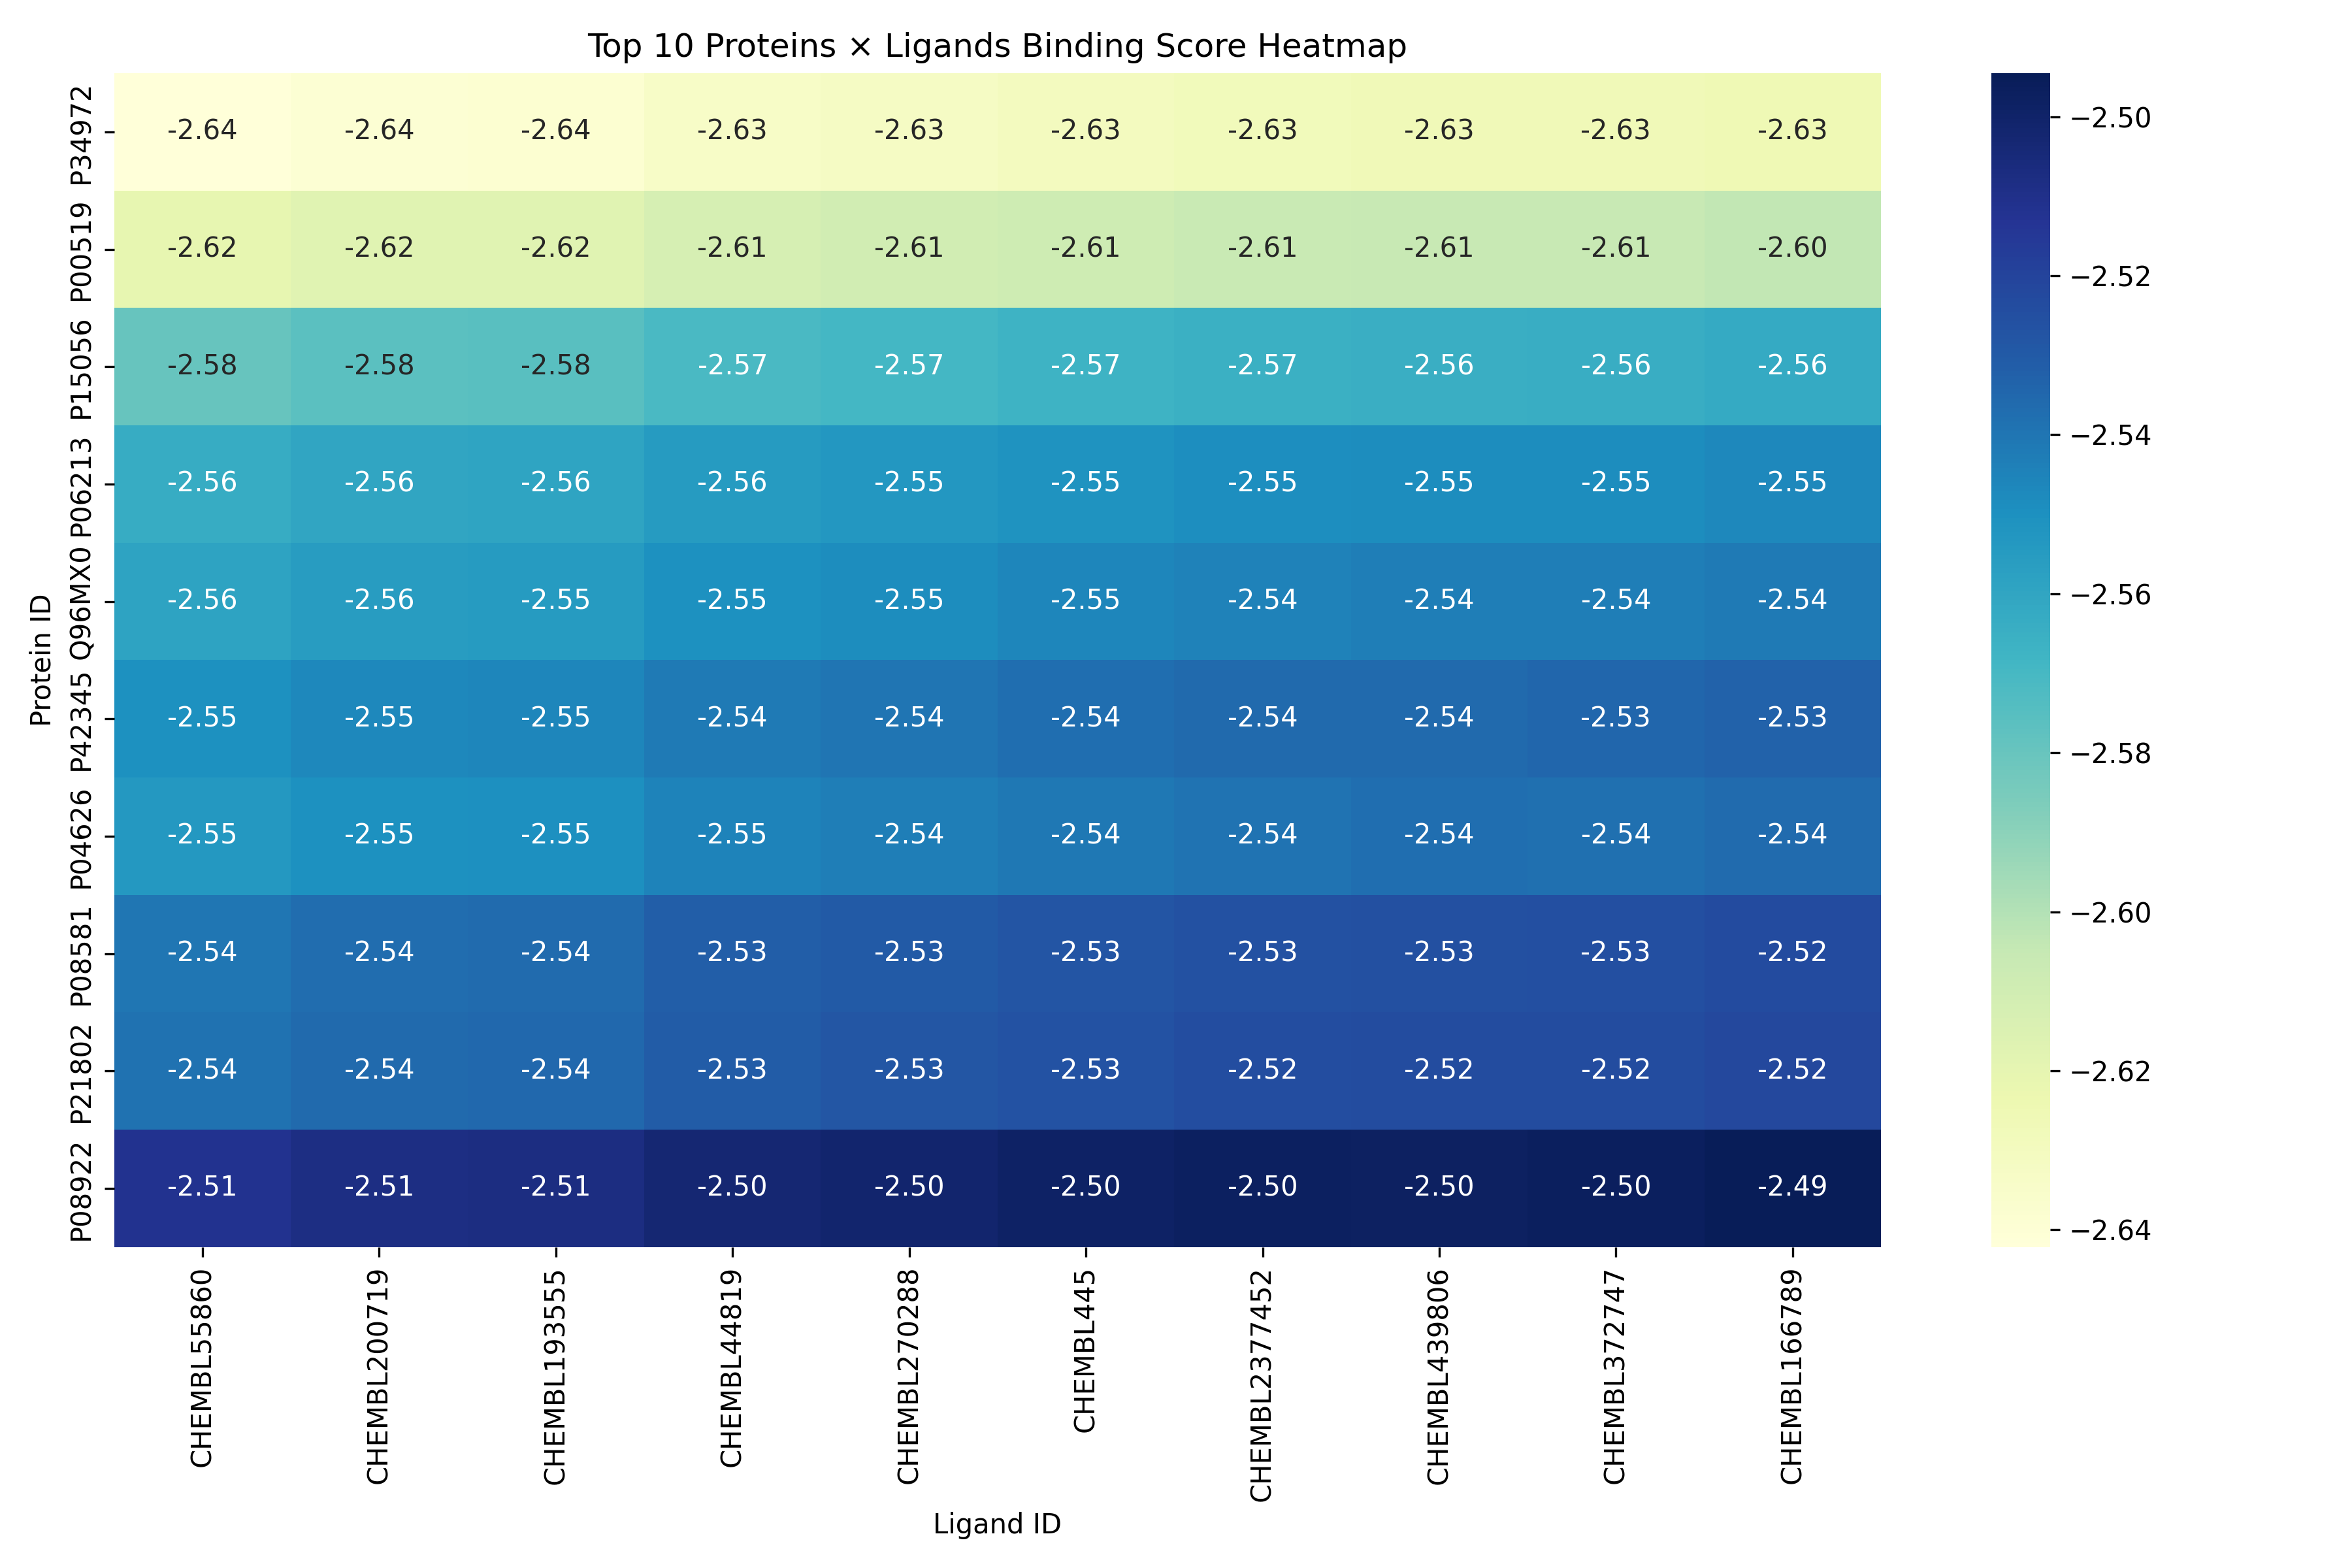 Top 10 Proteins × Ligands Binding Score Heatmap
Protein ID
P34972 -2.64 -2.64 -2.64 -2.63 -2.63 -2.63 -2.63 -2.63 -2.63 -2.63
P00519 -2.62 -2.62 -2.62 -2.61 -2.61 -2.61 -2.61 -2.61 -2.61 -2.60
P15056 -2.58 -2.58 -2.58 -2.57 -2.57 -2.57 -2.57 -2.56 -2.56 -2.56
P06213 -2.56 -2.56 -2.56 -2.56 -2.55 -2.55 -2.55 -2.55 -2.55 -2.55
Q96MX0 -2.56 -2.56 -2.55 -2.55 -2.55 -2.55 -2.54 -2.54 -2.54 -2.54
P42345 -2.55 -2.55 -2.55 -2.54 -2.54 -2.54 -2.54 -2.54 -2.53 -2.53
P04626 -2.55 -2.55 -2.55 -2.55 -2.54 -2.54 -2.54 -2.54 -2.54 -2.54
P08581 -2.54 -2.54 -2.54 -2.53 -2.53 -2.53 -2.53 -2.53 -2.53 -2.52
P21802 -2.54 -2.54 -2.54 -2.53 -2.53 -2.53 -2.52 -2.52 -2.52 -2.52
P08922 -2.51 -2.51 -2.51 -2.50 -2.50 -2.50 -2.50 -2.50 -2.50 -2.49
CHEMBL55860 CHEMBL200719 CHEMBL193555 CHEMBL44819 CHEMBL270288 CHEMBL445 CHEMBL2377452 CHEMBL439806 CHEMBL372747 CHEMBL1667​89
Ligand ID
−2.50
−2.52
−2.54
−2.56
−2.58
−2.60
−2.62
−2.64